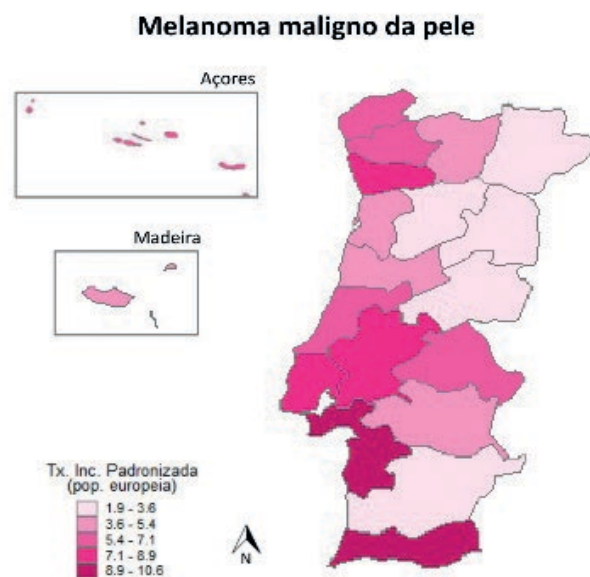 Melanoma maligno da pele
Açores
Madeira
Tx. Inc. Padronizada
(pop. europeia)
1.9 - 3.6
3.6 - 5.4
5.4 - 7.1
7.1 - 8.9
8.9 - 10.6
N